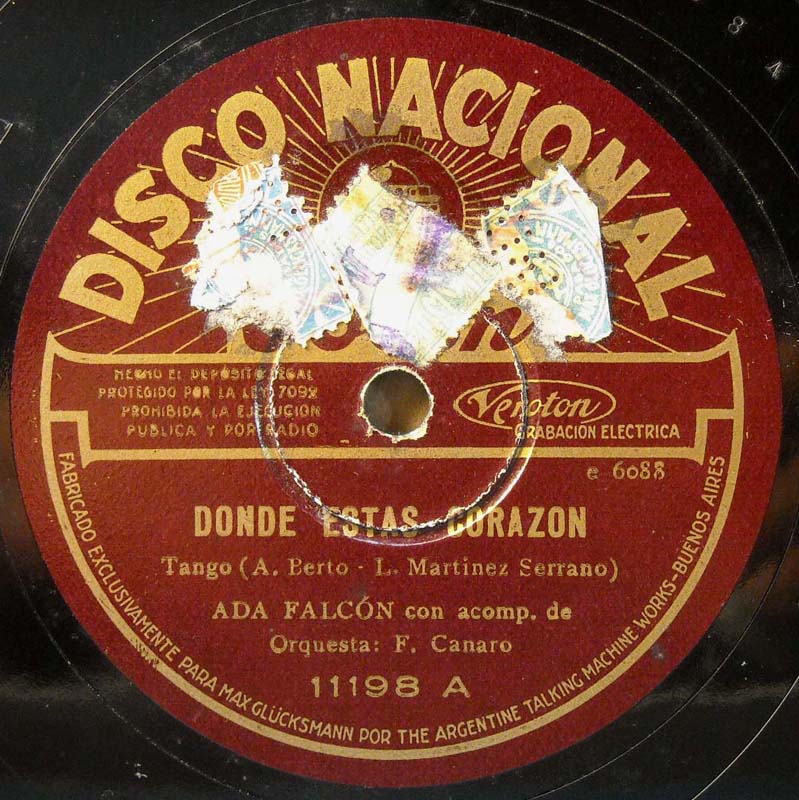 DISCO NACIONAL
HECHO EL DEPÓSITO LEGAL
PROTEGIDO POR LA LEY 7092
PROHIBIDA LA EJECUCION
PUBLICA Y POR RADIO
Veroton
GRABACIÓN ELECTRICA
e 6088
DONDE ESTAS CORAZON
Tango (A. Berto - L. Martinez Serrano)
ADA FALCÓN con acomp. de
Orquesta: F. Canaro
11198 A
FABRICADO EXCLUSIVAMENTE PARA MAX GLÜCKSMANN POR THE ARGENTINE TALKING MACHINE WORKS-BUENOS AIRES